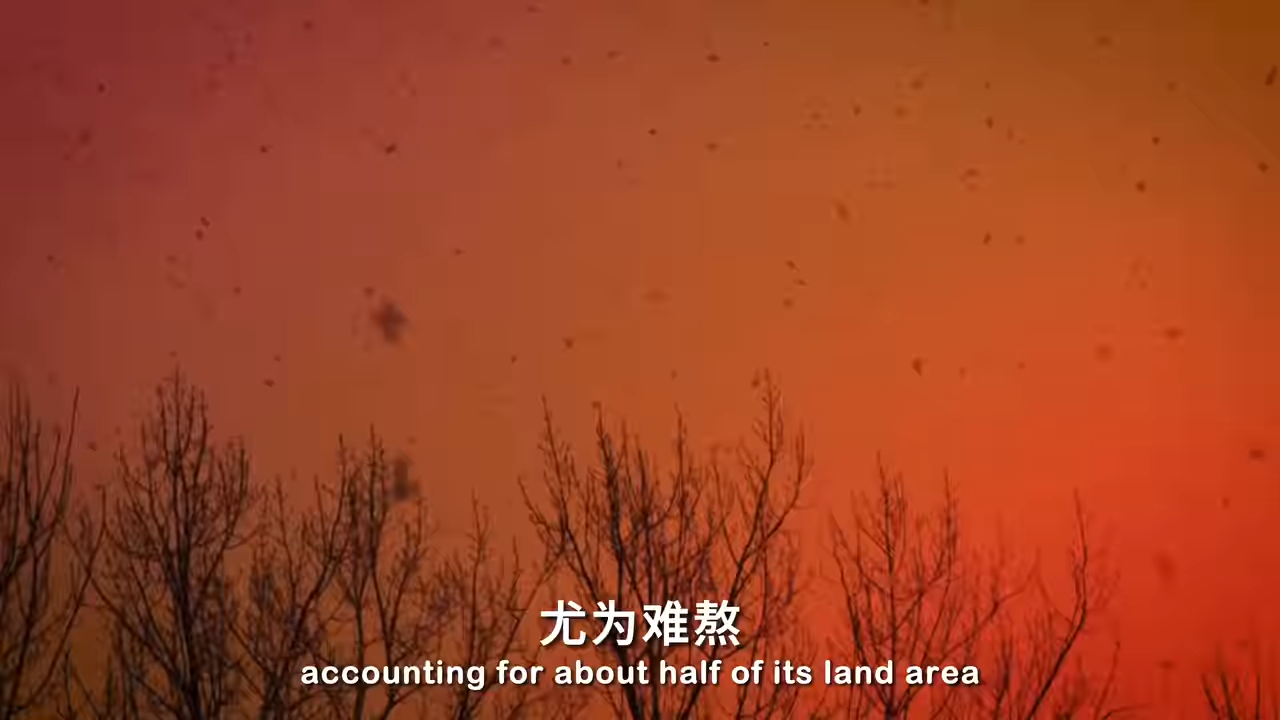 尤为难熬
accounting for about half of its land area